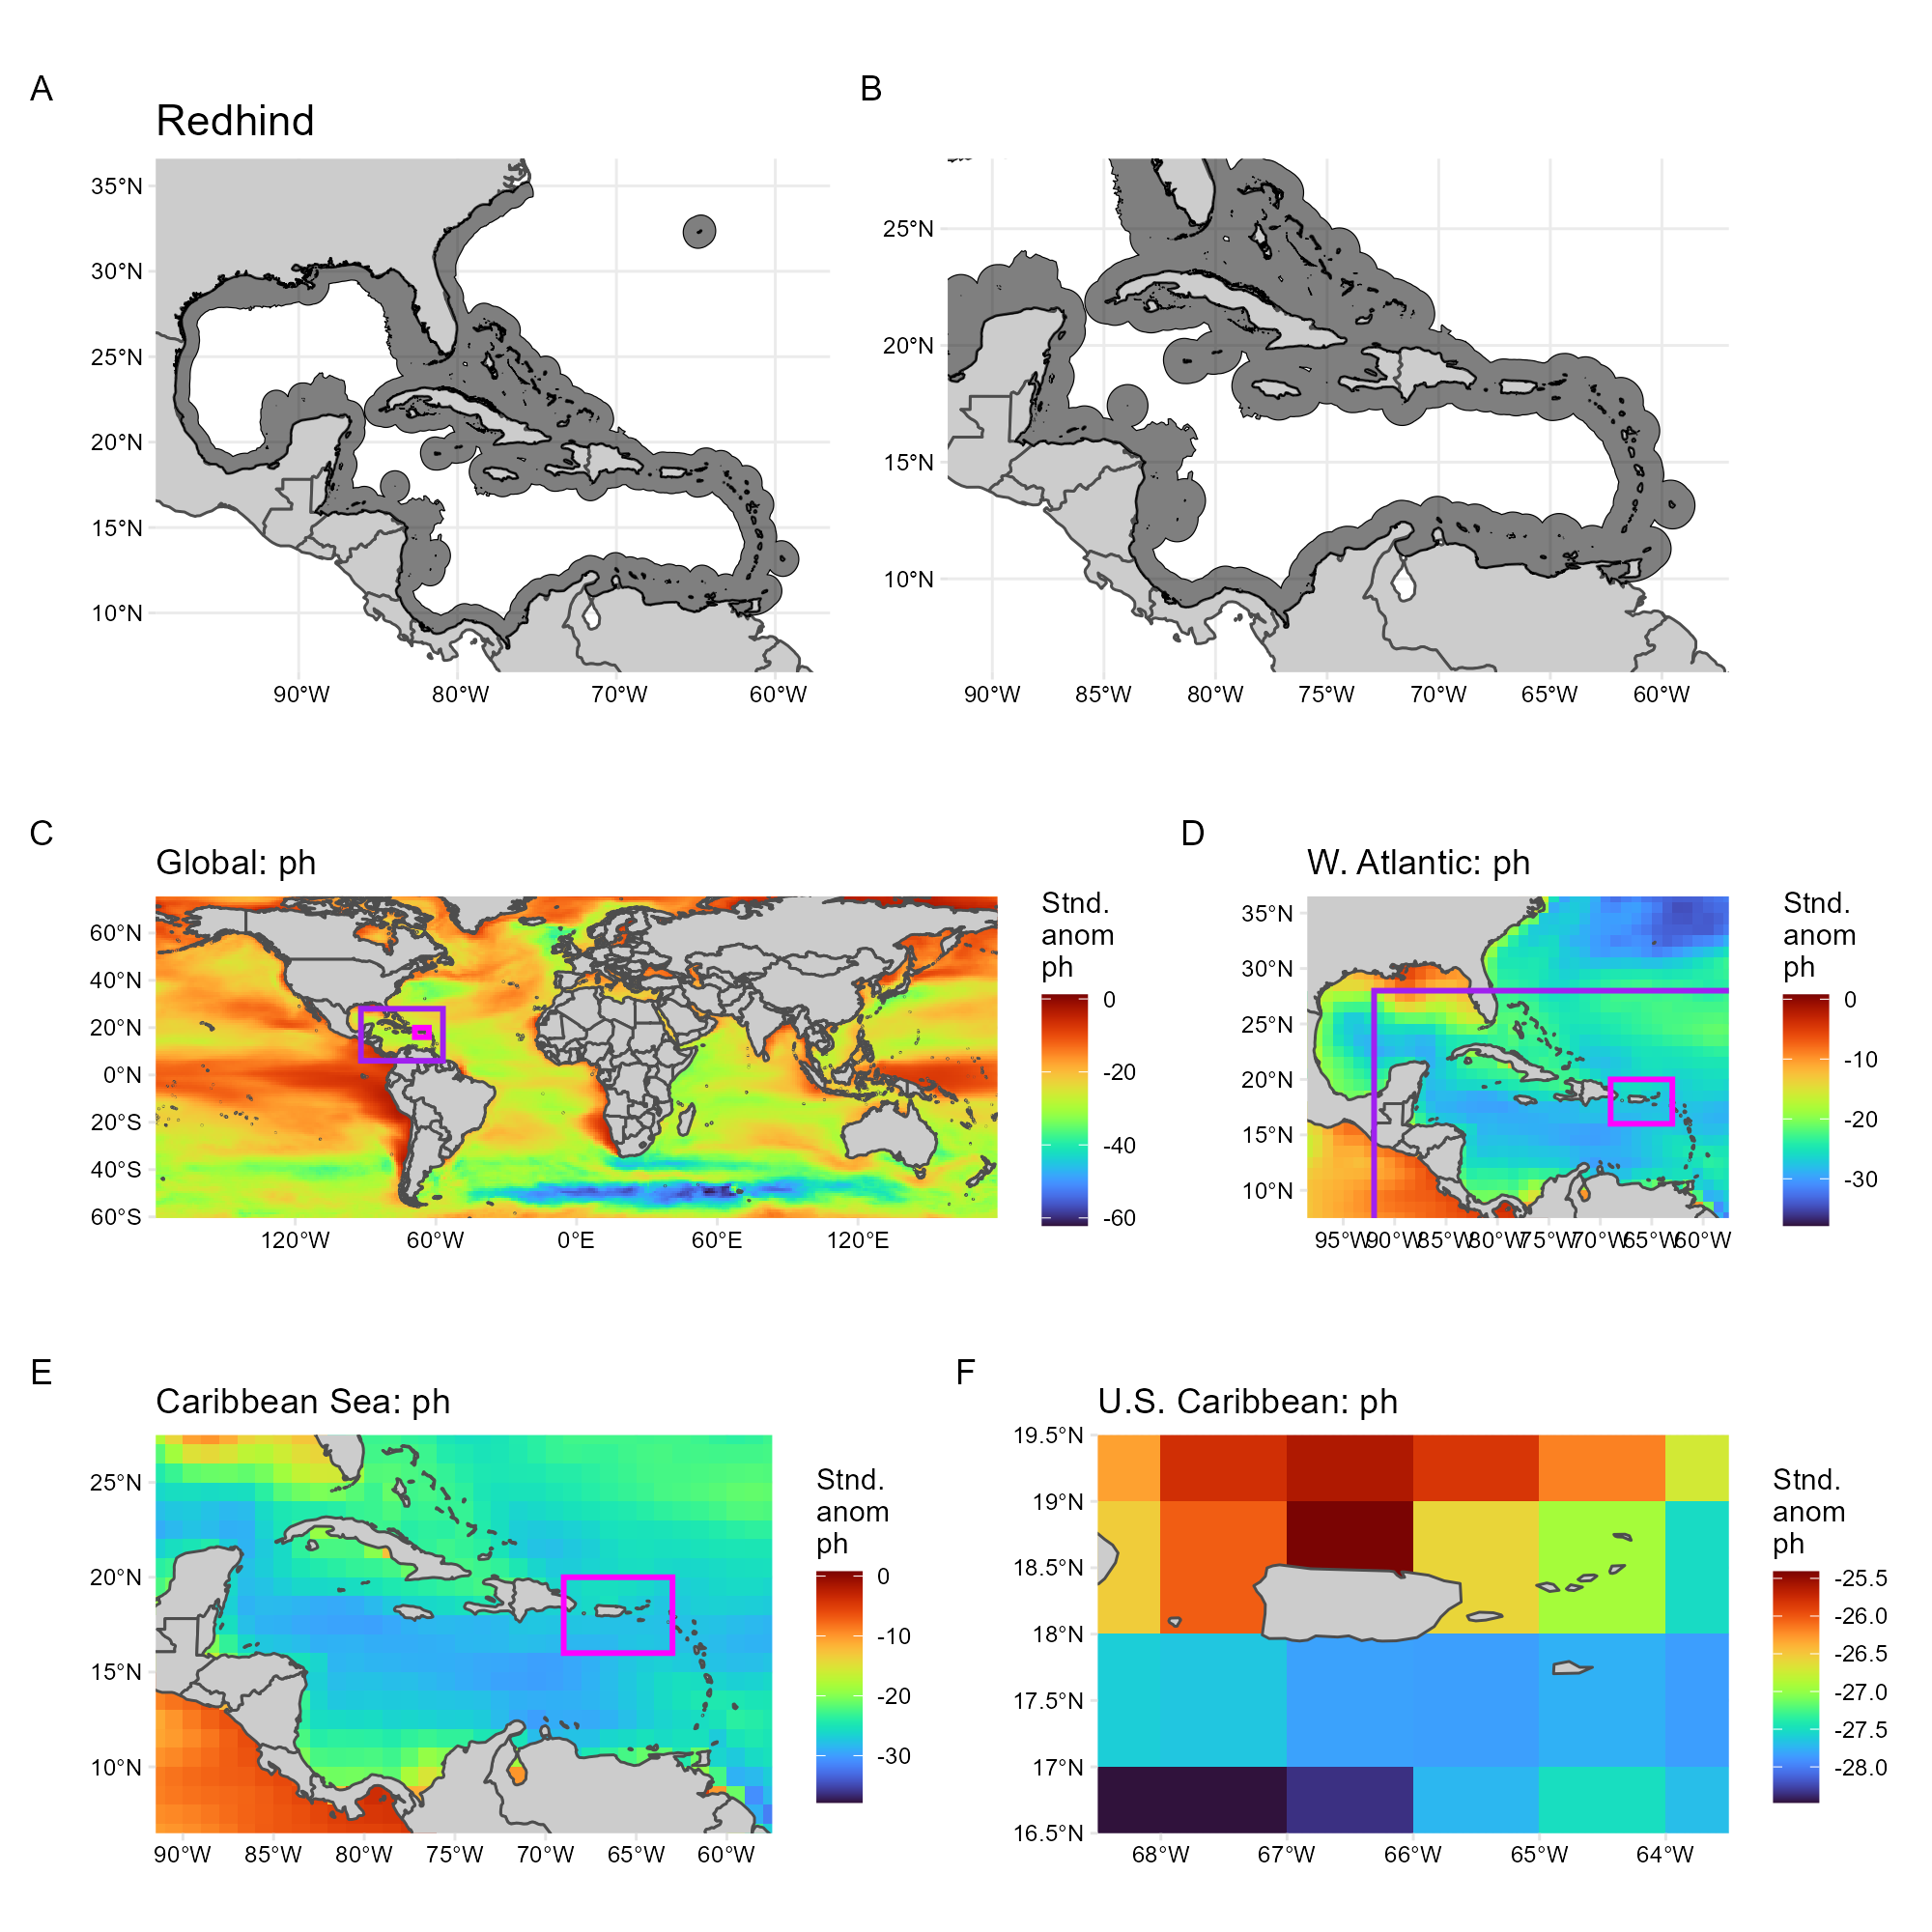 A
B
Redhind
35°N
30°N
25°N
20°N
15°N
10°N
90°W 80°W 70°W 60°W
25°N
20°N
15°N
10°N
90°W 85°W 80°W 75°W 70°W 65°W 60°W
C
Global: ph
60°N
40°N
20°N
0°N
20°S
40°S
60°S
120°W 60°W 0°E 60°E 120°E
Stnd.
anom
ph
0
-20
-40
-60
D
W. Atlantic: ph
35°N
30°N
25°N
20°N
15°N
10°N
95°W 90°W 85°W 80°W 75°W 70°W 65°W 60°W
Stnd.
anom
ph
0
-10
-20
-30
E
Caribbean Sea: ph
25°N
20°N
15°N
10°N
90°W 85°W 80°W 75°W 70°W 65°W 60°W
Stnd.
anom
ph
0
-10
-20
-30
F
U.S. Caribbean: ph
19.5°N
19°N
18.5°N
18°N
17.5°N
17°N
16.5°N
68°W 67°W 66°W 65°W 64°W
Stnd.
anom
ph
-25.5
-26.0
-26.5
-27.0
-27.5
-28.0